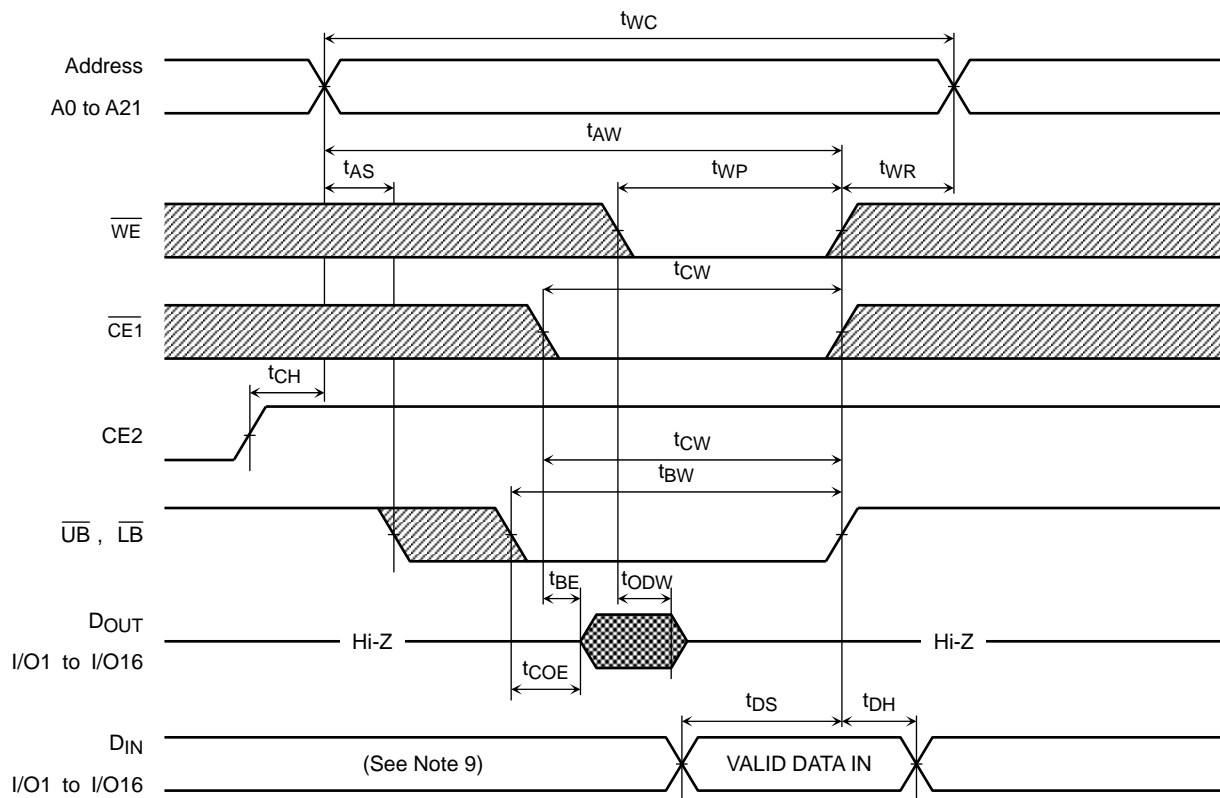 tWC
Address
A0 to A21
tAW
tAS
tWP
tWR
WE
tCW
CE1
tCH
CE2
tCW
tBW
UB , LB
tBE
tODW
DOUT
I/O1 to I/O16
Hi-Z
Hi-Z
tCOE
tDS
tDH
DIN
I/O1 to I/O16
(See Note 9)
VALID DATA IN